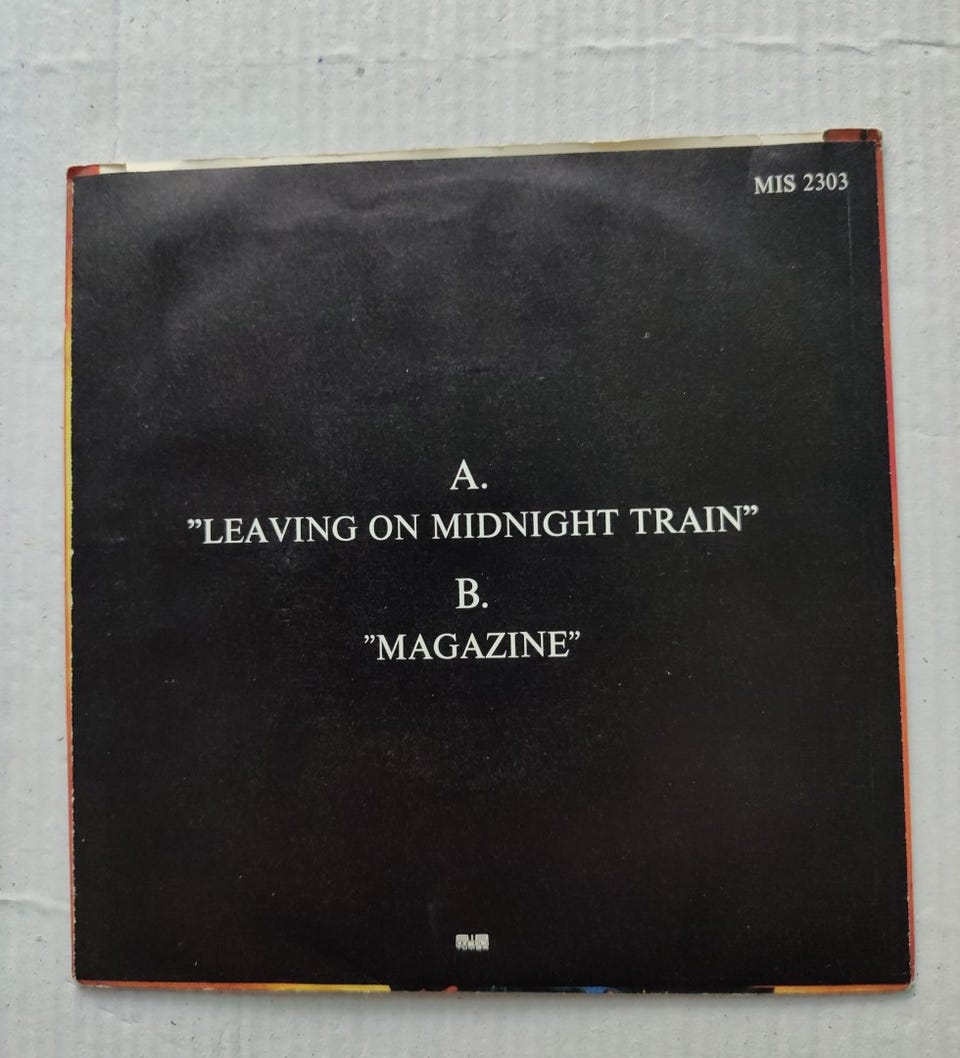 MIS 2303
A.
”LEAVING ON MIDNIGHT TRAIN”
B.
”MAGAZINE”